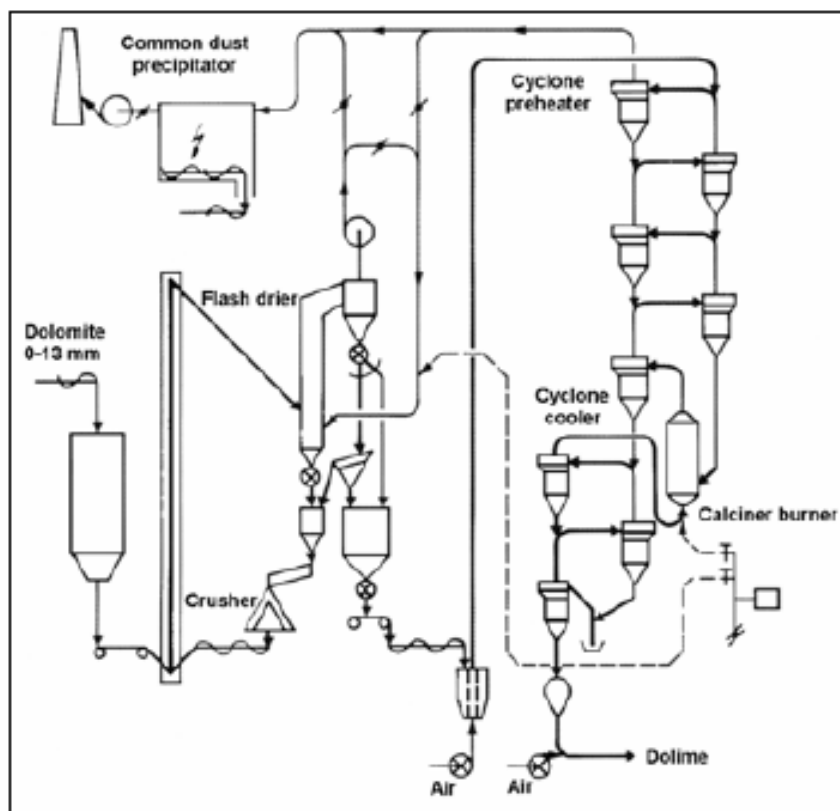 Common dust
precipitator
Cyclone
preheater
Flash drier
Dolomite
0-13 mm
Cyclone
cooler
Calciner burner
Crusher
Air
Air
Dolime